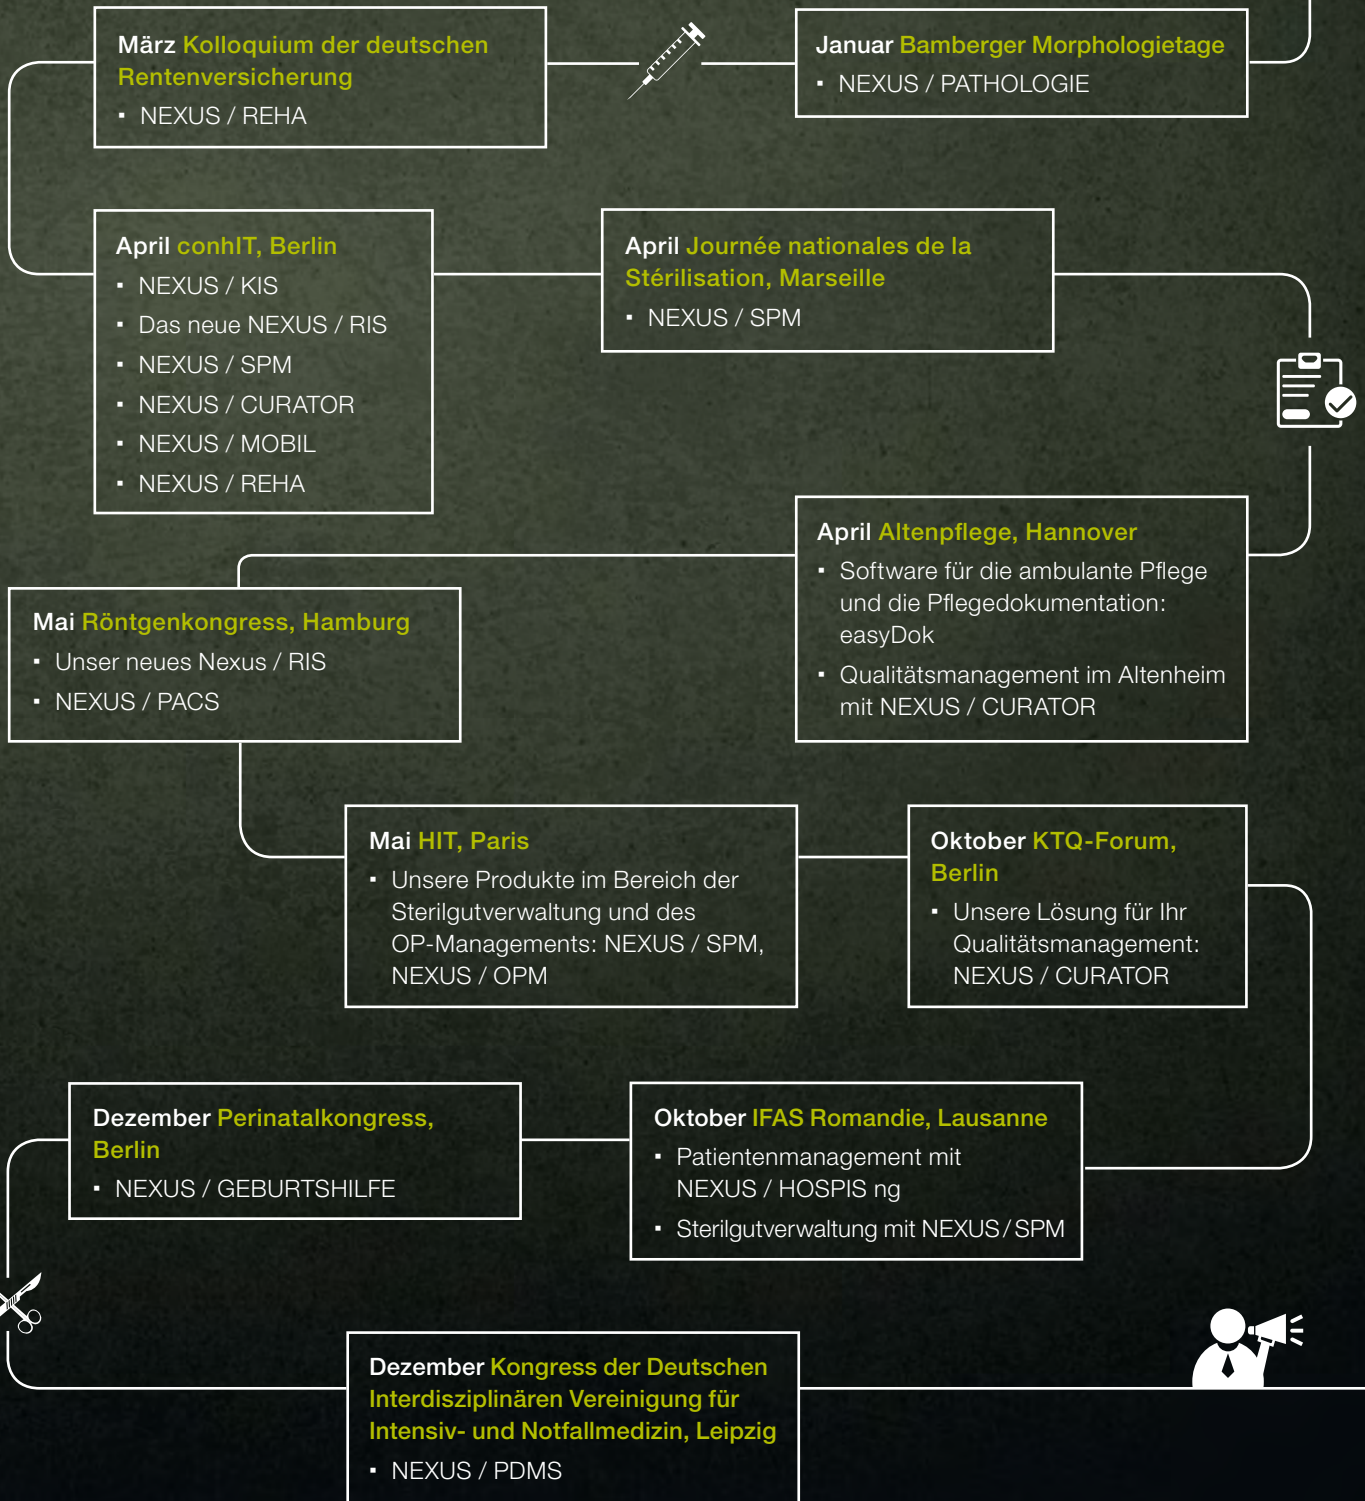 Januar Bamberger Morphologietage
▪ NEXUS / PATHOLOGIE
März Kolloquium der deutschen
Rentenversicherung
▪ NEXUS / REHA
April conhIT, Berlin
▪ NEXUS / KIS
▪ Das neue NEXUS / RIS
▪ NEXUS / SPM
▪ NEXUS / CURATOR
▪ NEXUS / MOBIL
▪ NEXUS / REHA
April Journée nationales de la
Stérilisation, Marseille
▪ NEXUS / SPM
April Altenpflege, Hannover
▪ Software für die ambulante Pflege
und die Pflegedokumentation:
easyDok
▪ Qualitätsmanagement im Altenheim
mit NEXUS / CURATOR
Mai Röntgenkongress, Hamburg
▪ Unser neues Nexus / RIS
▪ NEXUS / PACS
Mai HIT, Paris
▪ Unsere Produkte im Bereich der
Sterilgutverwaltung und des
OP-Managements: NEXUS / SPM,
NEXUS / OPM
Oktober KTQ-Forum,
Berlin
▪ Unsere Lösung für Ihr
Qualitätsmanagement:
NEXUS / CURATOR
Oktober IFAS Romandie, Lausanne
▪ Patientenmanagement mit
NEXUS / HOSPIS ng
▪ Sterilgutverwaltung mit NEXUS / SPM
Dezember Perinatalkongress,
Berlin
▪ NEXUS / GEBURTSHILFE
Dezember Kongress der Deutschen
Interdisziplinären Vereinigung für
Intensiv- und Notfallmedizin, Leipzig
▪ NEXUS / PDMS